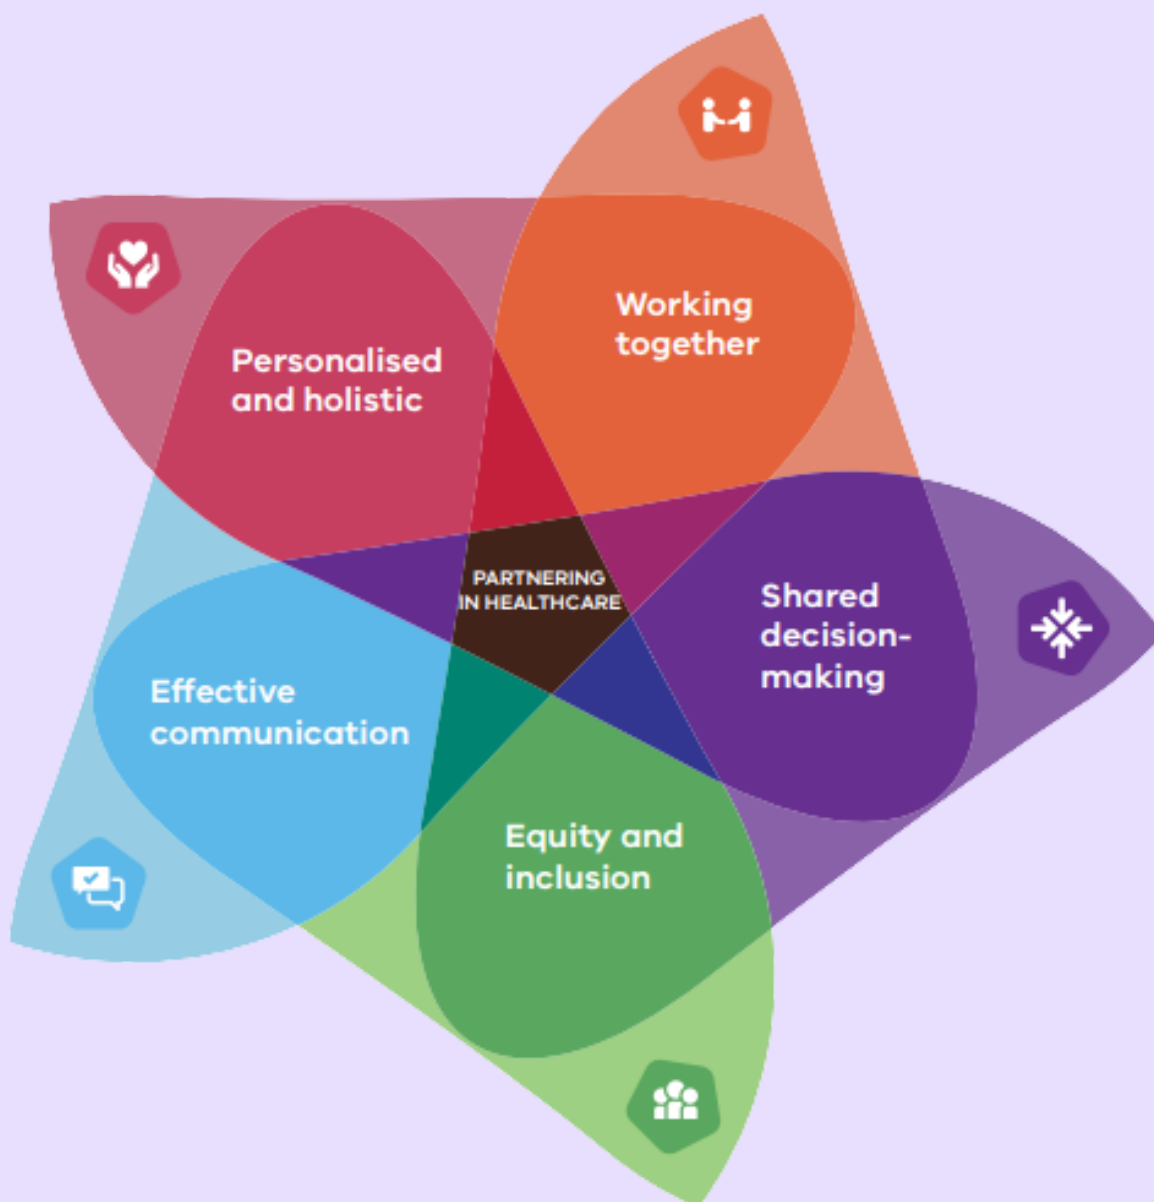 Working
together
Personalised
and holistic
PARTNERING
IN HEALTHCARE
Shared
decision-
making
Effective
communication
Equity and
inclusion